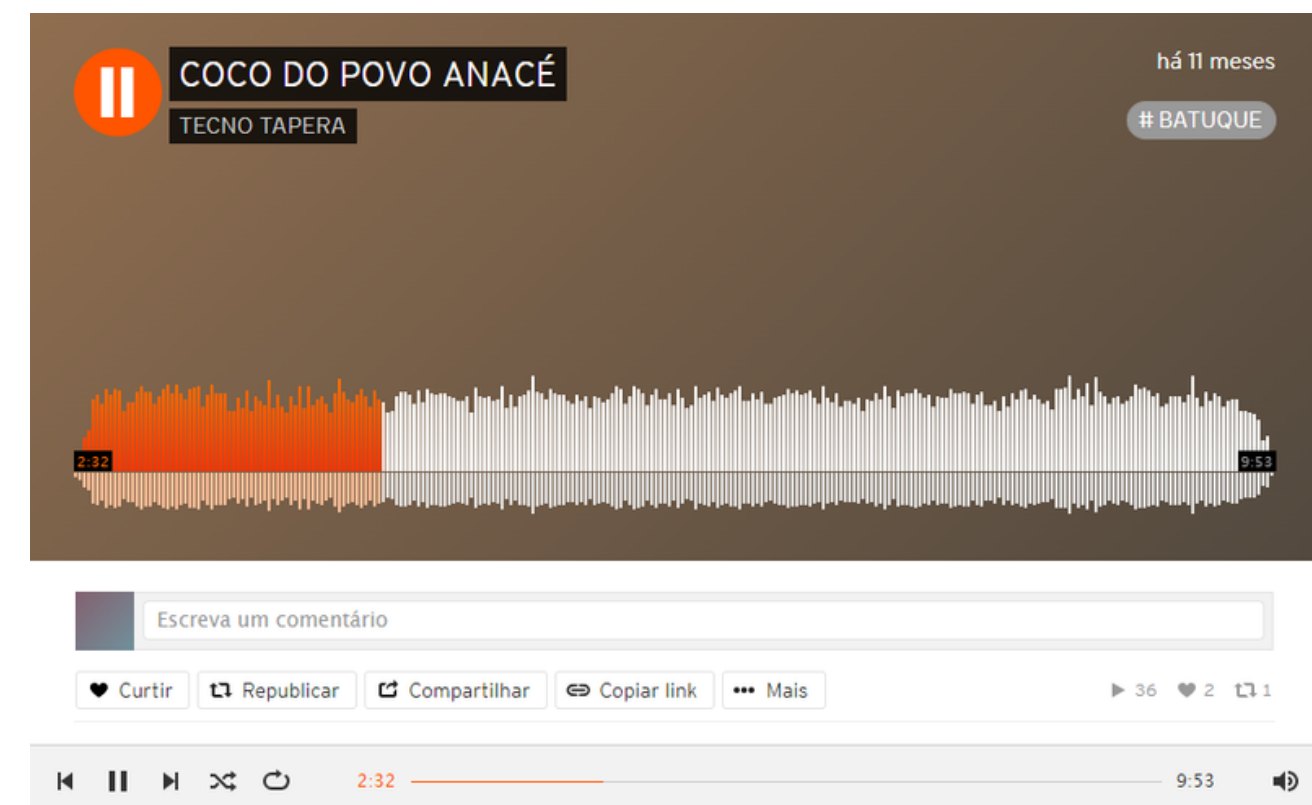 COCO DO POVO ANACÉ
TECNO TAPERA
há 11 meses
# BATUQUE
2:32
9:53
Escreva um comentário
Curtir
Republicar
Compartilhar
Copiar link
Mais
36
2
1
2:32
9:53